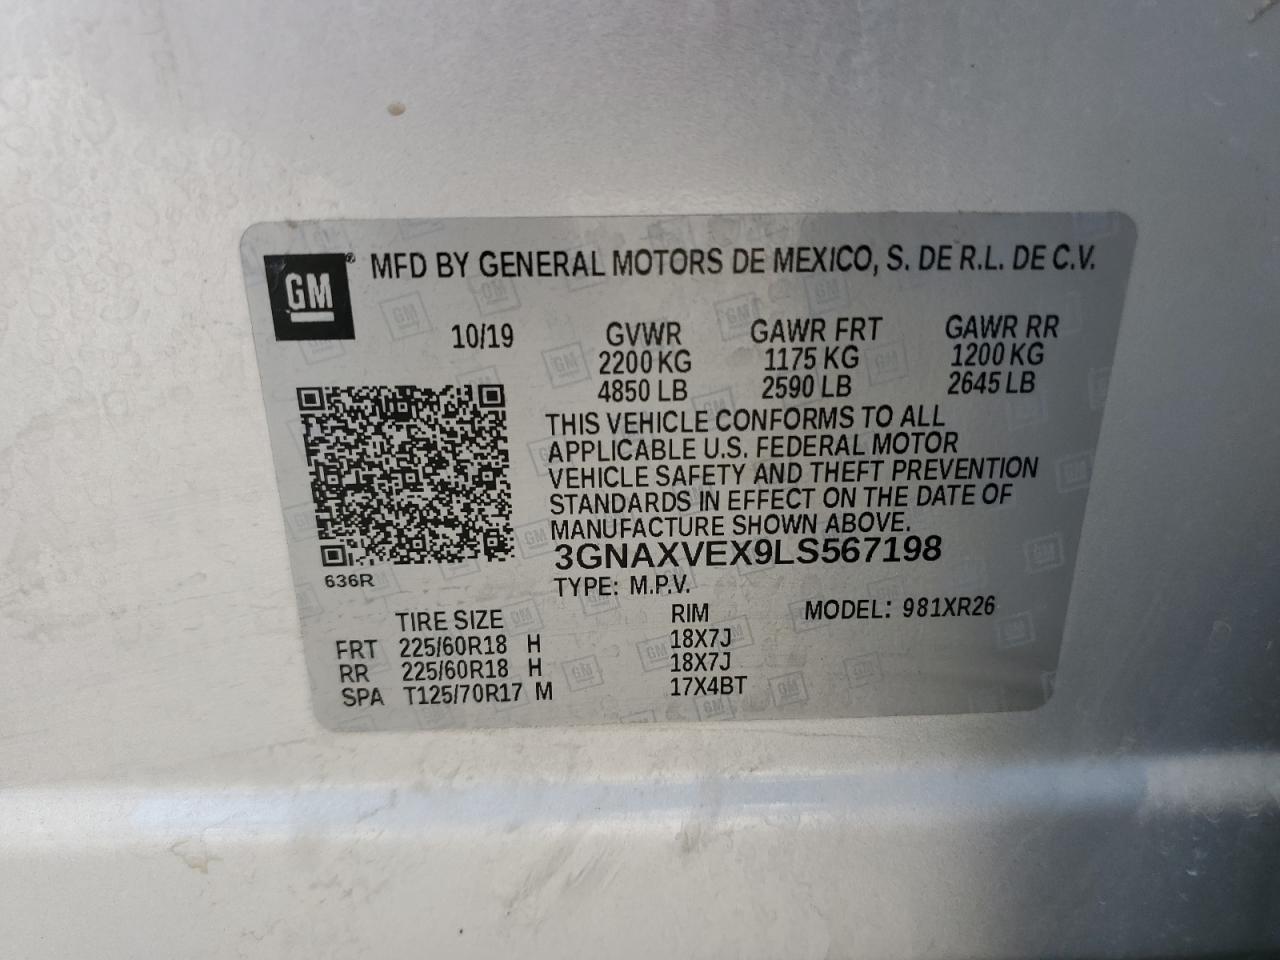 GM® MFD BY GENERAL MOTORS DE MEXICO, S. DE R.L. DE C.V.
10/19 GVWR GAWR FRT GAWR RR
2200 KG 1175 KG 1200 KG
4850 LB 2590 LB 2645 LB
THIS VEHICLE CONFORMS TO ALL
APPLICABLE U.S. FEDERAL MOTOR
VEHICLE SAFETY AND THEFT PREVENTION
STANDARDS IN EFFECT ON THE DATE OF
MANUFACTURE SHOWN ABOVE.
3GNAXVEX9LS567198
636R TYPE: M.P.V.
TIRE SIZE RIM MODEL: 981XR26
FRT 225/60R18 H 18X7J
RR 225/60R18 H 18X7J
SPA T125/70R17 M 17X4BT